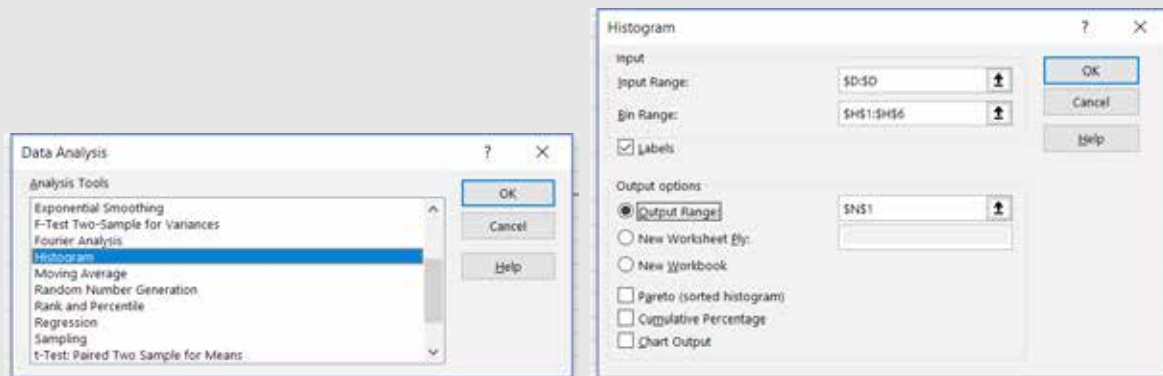 Data Analysis ? ×
Analysis Tools
Exponential Smoothing
F-Test Two-Sample for Variances
Fourier Analysis
Histogram
Moving Average
Random Number Generation
Rank and Percentile
Regression
Sampling
t-Test: Paired Two Sample for Means
OK
Cancel
Help
Histogram ? ×
Input
Input Range: $D:$D
Bin Range: $H$1:$H$6
Labels
Output options
Output Range: $N$1
New Worksheet Ply:
New Workbook
Pareto (sorted histogram)
Cumulative Percentage
Chart Output
OK
Cancel
Help